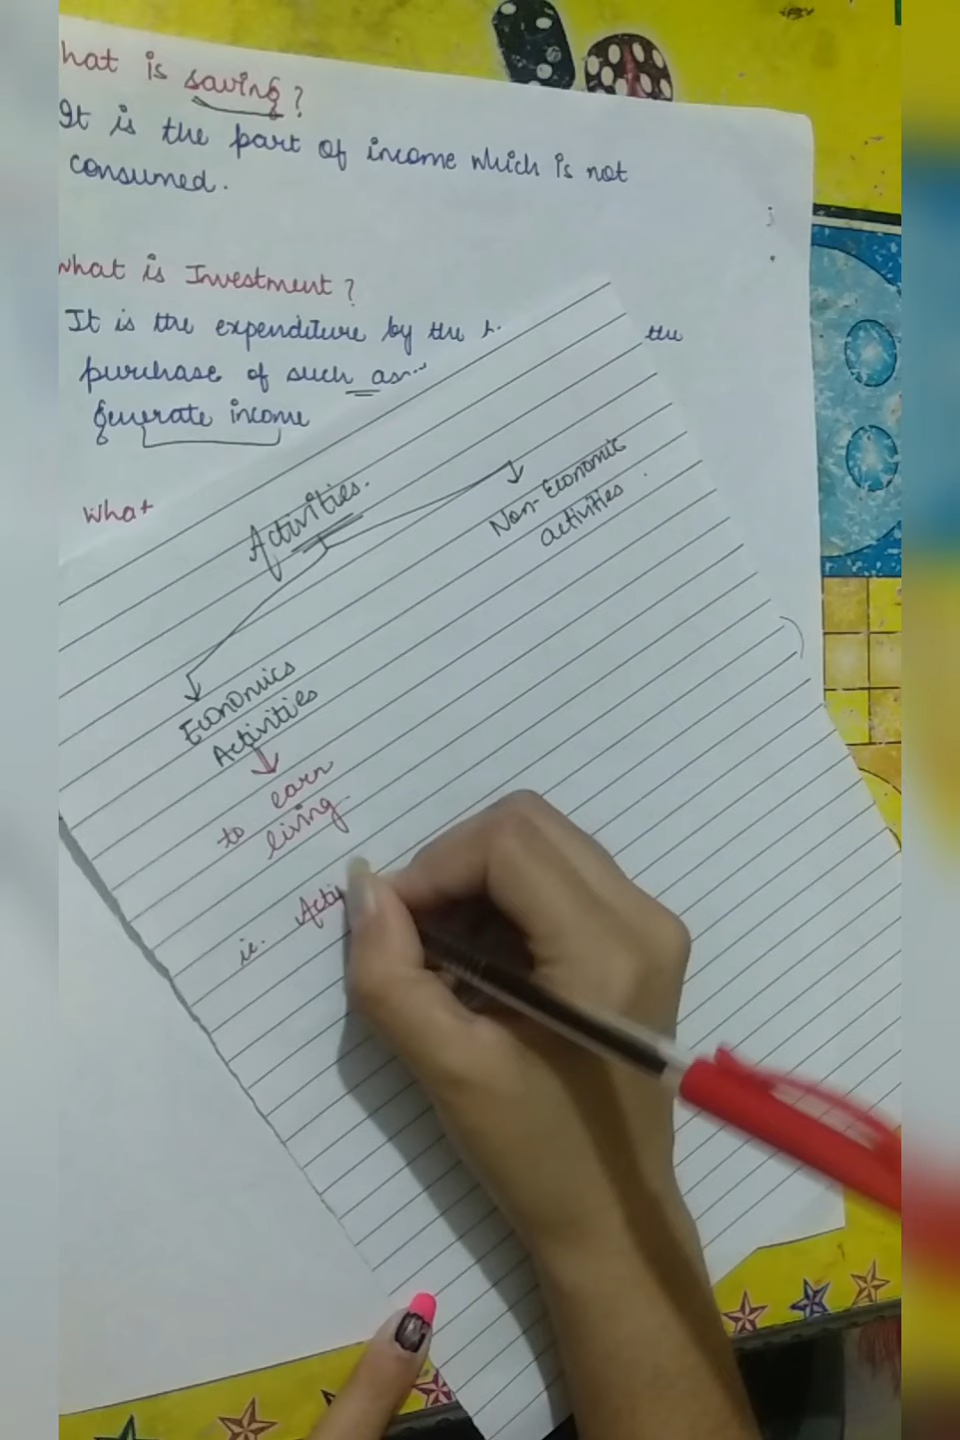 hat is saving?
It is the part of income which is not
consumed.
what is Investment?
It is the expenditure by the
the
purchase of such
generate income
What
Activities.
Non-Economic
activities
Economics
Activities
to earn
living.
ie. Acti